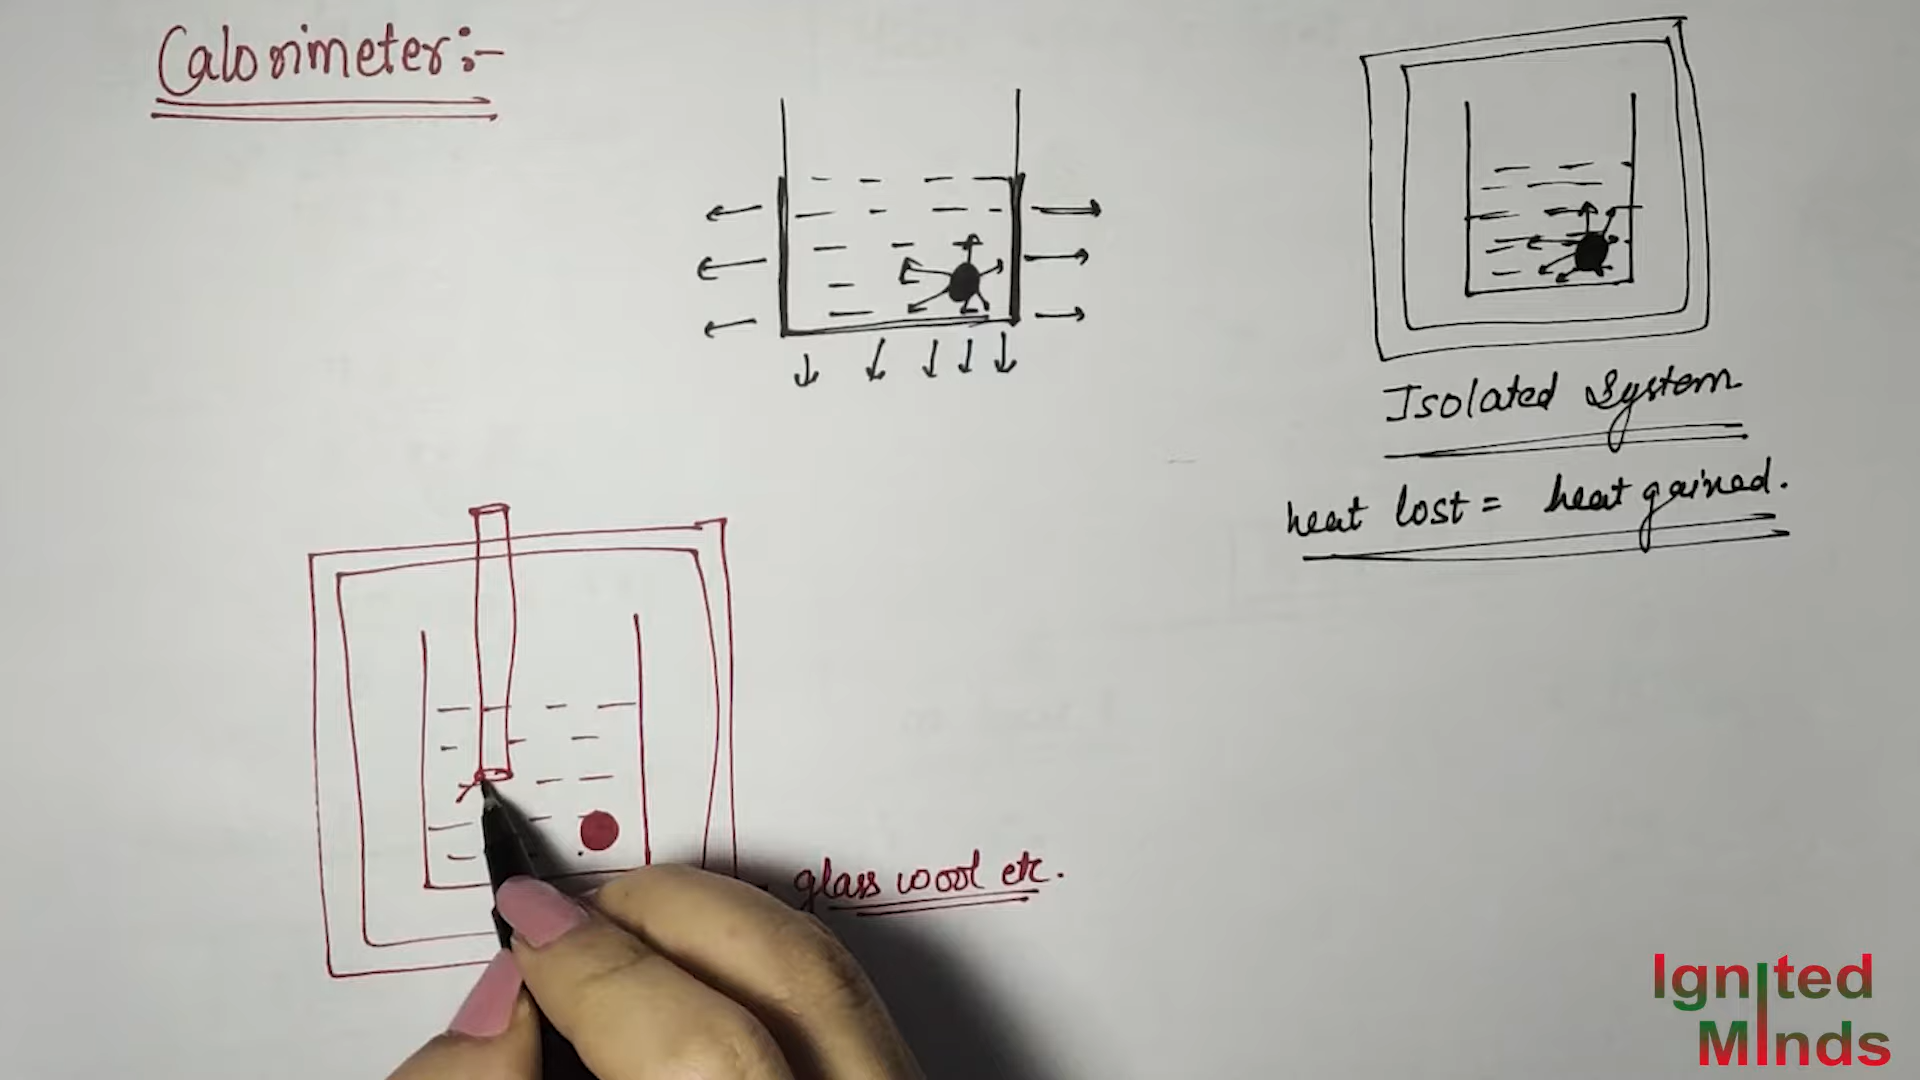 Calorimeter:-
Isolated System
heat lost = heat gained.
glass wool etc.
Ignited
Minds